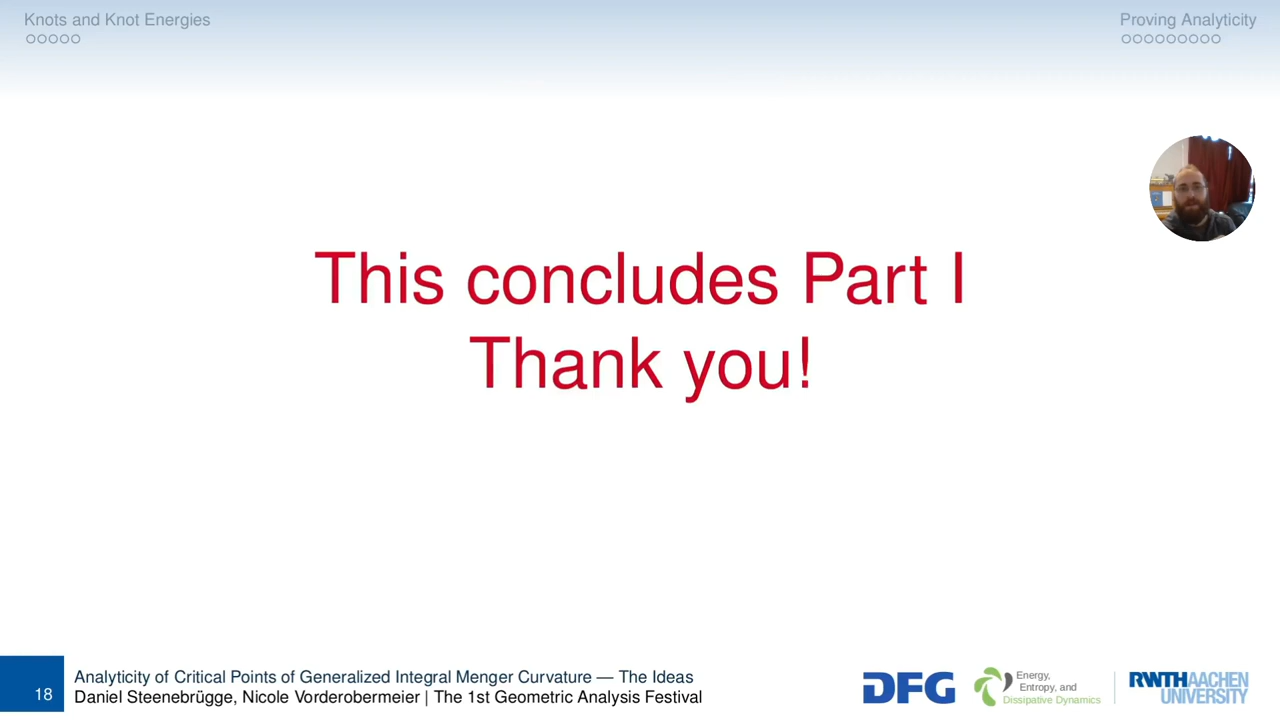 Knots and Knot Energies
Proving Analyticity
This concludes Part I
Thank you!
18
Analyticity of Critical Points of Generalized Integral Menger Curvature — The Ideas
Daniel Steenebrügge, Nicole Vorderobermeier | The 1st Geometric Analysis Festival
DFG
Energy,
Entropy, and
Dissipative Dynamics
RWTHAACHEN
UNIVERSITY